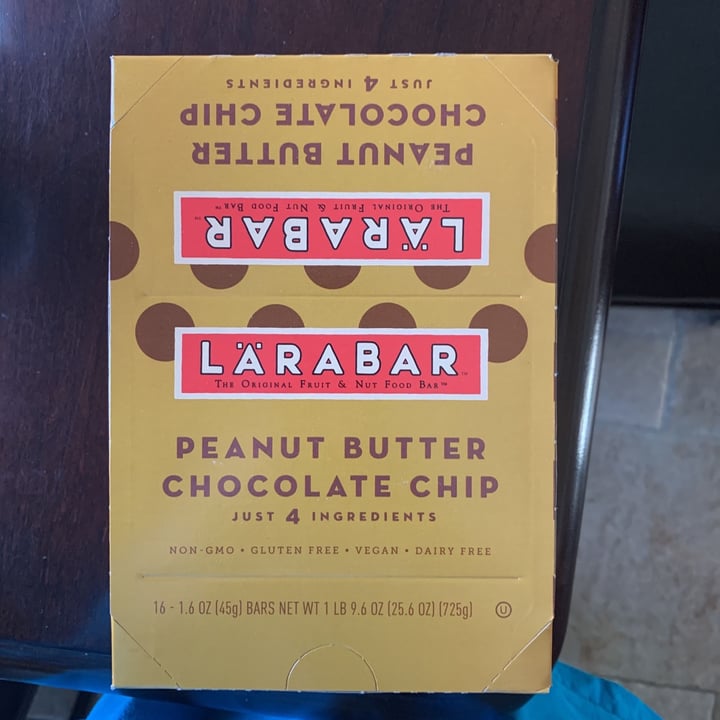 JUST 4 INGREDIENTS
CHOCOLATE CHIP
PEANUT BUTTER
THE ORIGINAL FRUIT & NUT FOOD BAR™
LÄRABAR™
LÄRABAR™
THE ORIGINAL FRUIT & NUT FOOD BAR™
PEANUT BUTTER
CHOCOLATE CHIP
JUST 4 INGREDIENTS
NON-GMO • GLUTEN FREE • VEGAN • DAIRY FREE
16 - 1.6 OZ (45g) BARS NET WT 1 LB 9.6 OZ (25.6 OZ) (725g) U